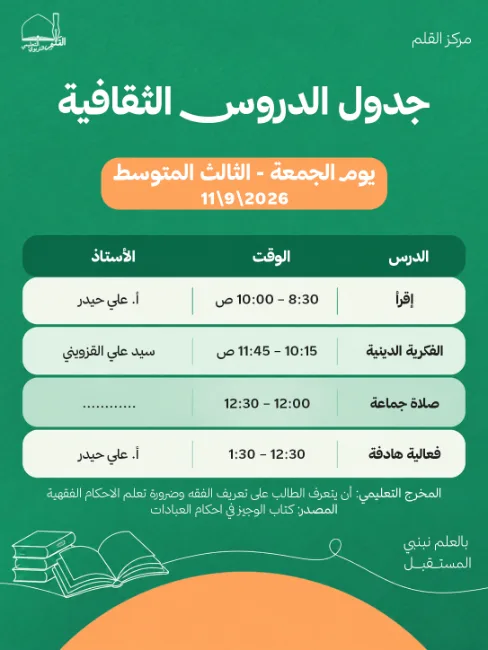 مركز القلم
القلم
جدول الدروس الثقافية
يوم الجمعة - الثالث المتوسط
11\9\2026
الدرس الوقت الأستاذ
إقرأ 8:30 – 10:00 ص أ. علي حيدر
الفكرية الدينية 10:15 – 11:45 ص سيد علي القزويني
صلاة جماعة 12:00 – 12:30 ............
فعالية هادفة 12:30 – 1:30 أ. علي حيدر
المخرج التعليمي: أن يتعرف الطالب على تعريف الفقه وضرورة تعلم الاحكام الفقهية
المصدر: كتاب الوجيز في احكام العبادات
بالعلم نبني
المستقبل